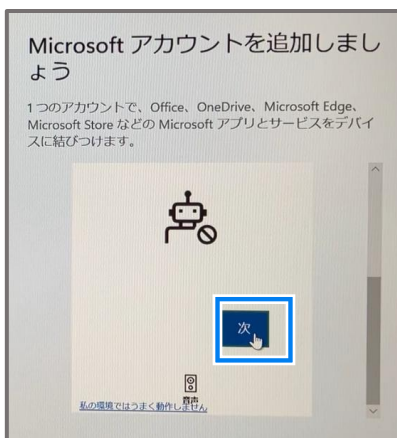 Microsoft アカウントを追加しまし
ょう
1 つのアカウントで、Office、OneDrive、Microsoft Edge、
Microsoft Store などの Microsoft アプリとサービスをデバイ
スに結びつけます。
次
音声
私の環境ではうまく動作しません